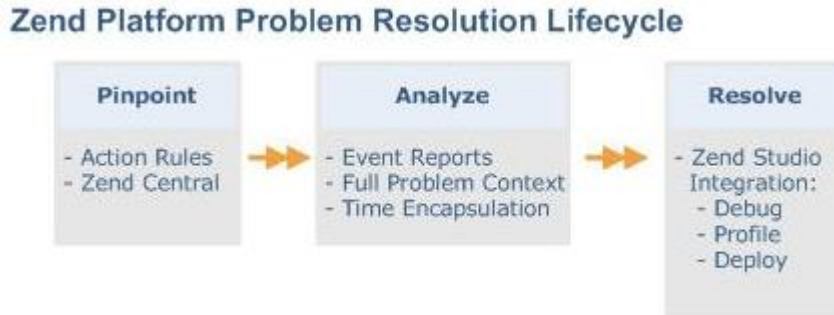 Zend Platform Problem Resolution Lifecycle
Pinpoint
- Action Rules
- Zend Central
Analyze
- Event Reports
- Full Problem Context
- Time Encapsulation
Resolve
- Zend Studio
Integration:
- Debug
- Profile
- Deploy